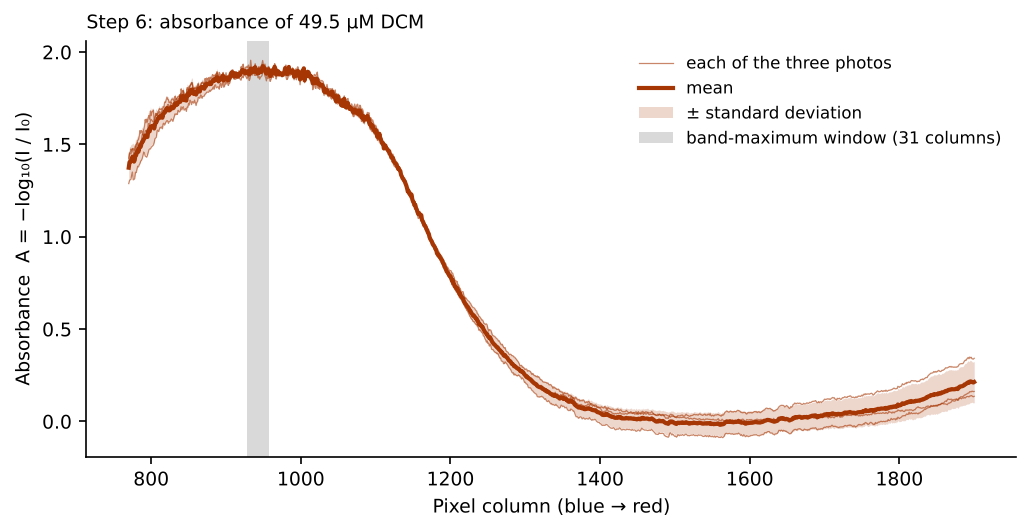 Step 6: absorbance of 49.5 µM DCM
each of the three photos
mean
± standard deviation
band-maximum window (31 columns)
Absorbance  A = −log₁₀(I / I₀)
2.0
1.5
1.0
0.5
0.0
800
1000
1200
1400
1600
1800
Pixel column (blue → red)